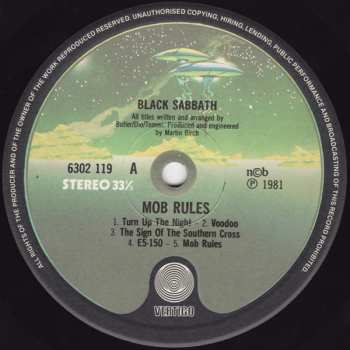 ALL RIGHTS OF THE PRODUCER AND OF THE OWNER OF THE WORK REPRODUCED RESERVED. UNAUTHORISED COPYING, HIRING, LENDING, PUBLIC PERFORMANCE AND BROADCASTING OF THIS RECORD PROHIBITED.
BLACK SABBATH
All titles written and arranged by
Butler/Dio/Iommi. Produced and engineered
by Martin Birch
6302 119 A
STEREO 33⅓
n©b
℗ 1981
MOB RULES
1. Turn Up The Night - 2. Voodoo
3. The Sign Of The Southern Cross
4. E5-150 - 5. Mob Rules
VERTIGO